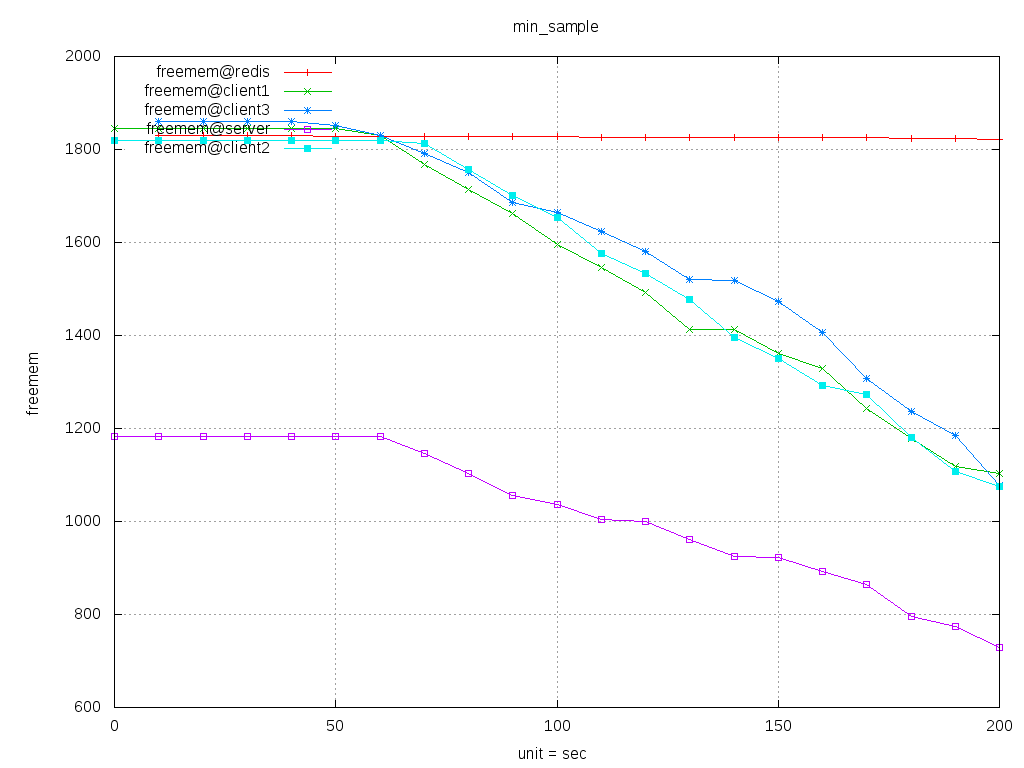 min_sample
2000
1800
1600
1400
1200
1000
800
600
freemem
freemem@redis
freemem@client1
freemem@client3
freemem@server
freemem@client2
0 50 100 150 200
unit = sec